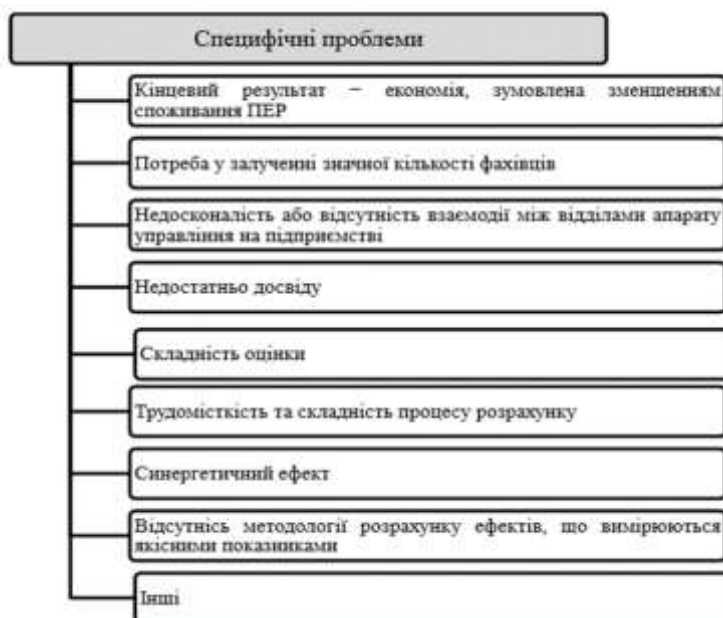 Специфічні проблеми
Кінцевий результат – економія, зумовлена зменшенням
споживання ПЕР
Потреба у залученні значної кількості фахівців
Недосконалість або відсутність взаємодії між відділами апарату
управління на підприємстві
Недостатньо досвіду
Складність оцінки
Трудомісткість та складність процесу розрахунку
Синергетичний ефект
Відсутнісь методології розрахунку ефектів, що вимірюються
якісними показниками
Інші